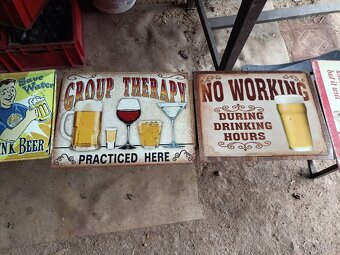 Save Water
NK BEER
GROUP THERAPY
PRACTICED HERE
NO WORKING
DURING
DRINKING
HOURS